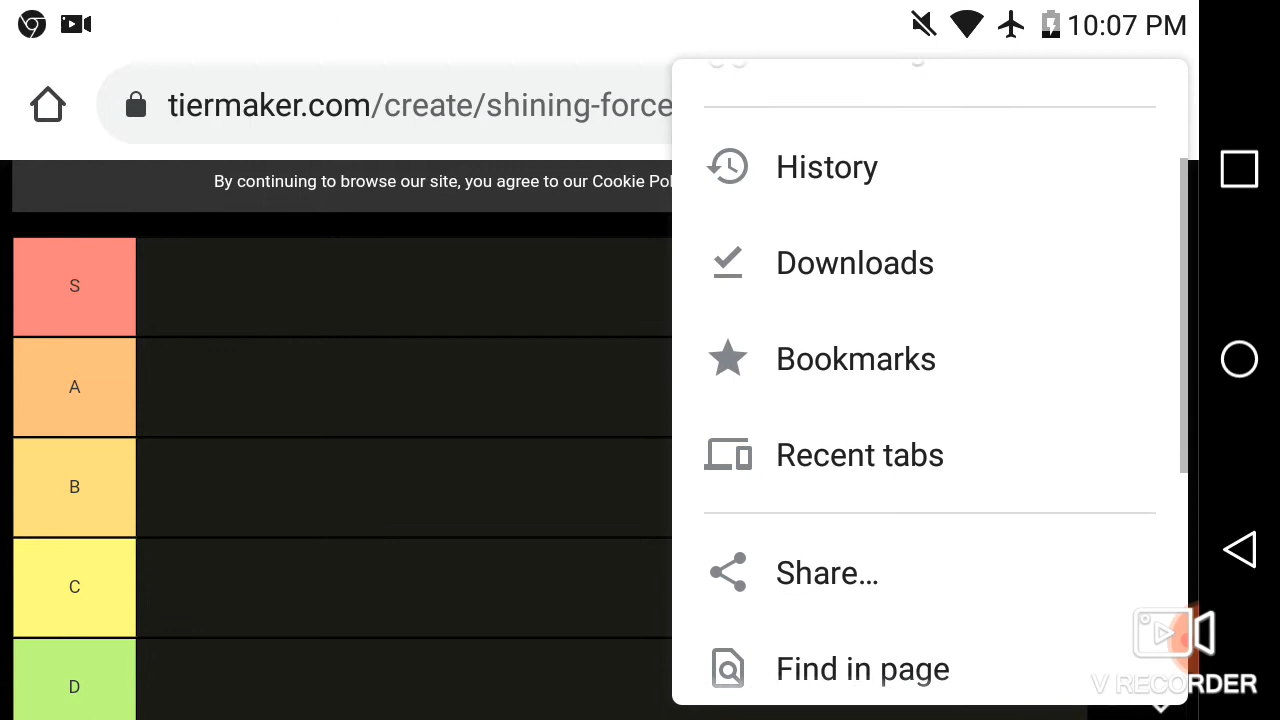 10:07 PM
tiermaker.com/create/shining-force
By continuing to browse our site, you agree to our Cookie Pol
S
A
B
C
D
History
Downloads
Bookmarks
Recent tabs
Share…
Find in page
V RECORDER